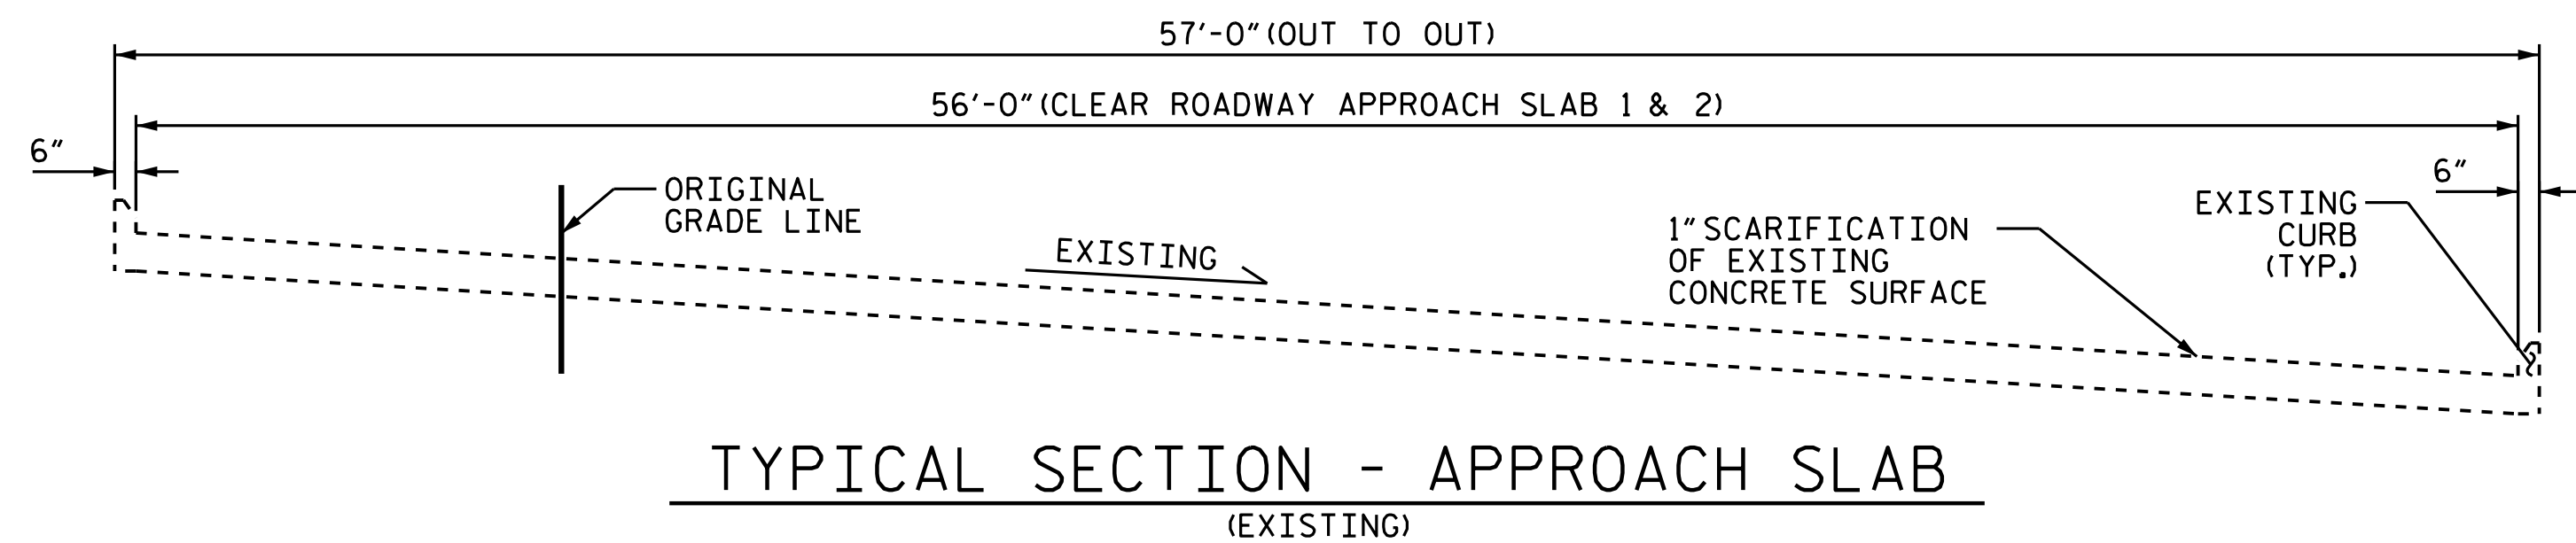 57'-0"(OUT TO OUT)
56'-0"(CLEAR ROADWAY APPROACH SLAB 1 & 2)
6"
ORIGINAL
GRADE LINE
EXISTING
1"SCARIFICATION
OF EXISTING
CONCRETE SURFACE
6"
EXISTING
CURB
(TYP.)
TYPICAL SECTION - APPROACH SLAB
(EXISTING)